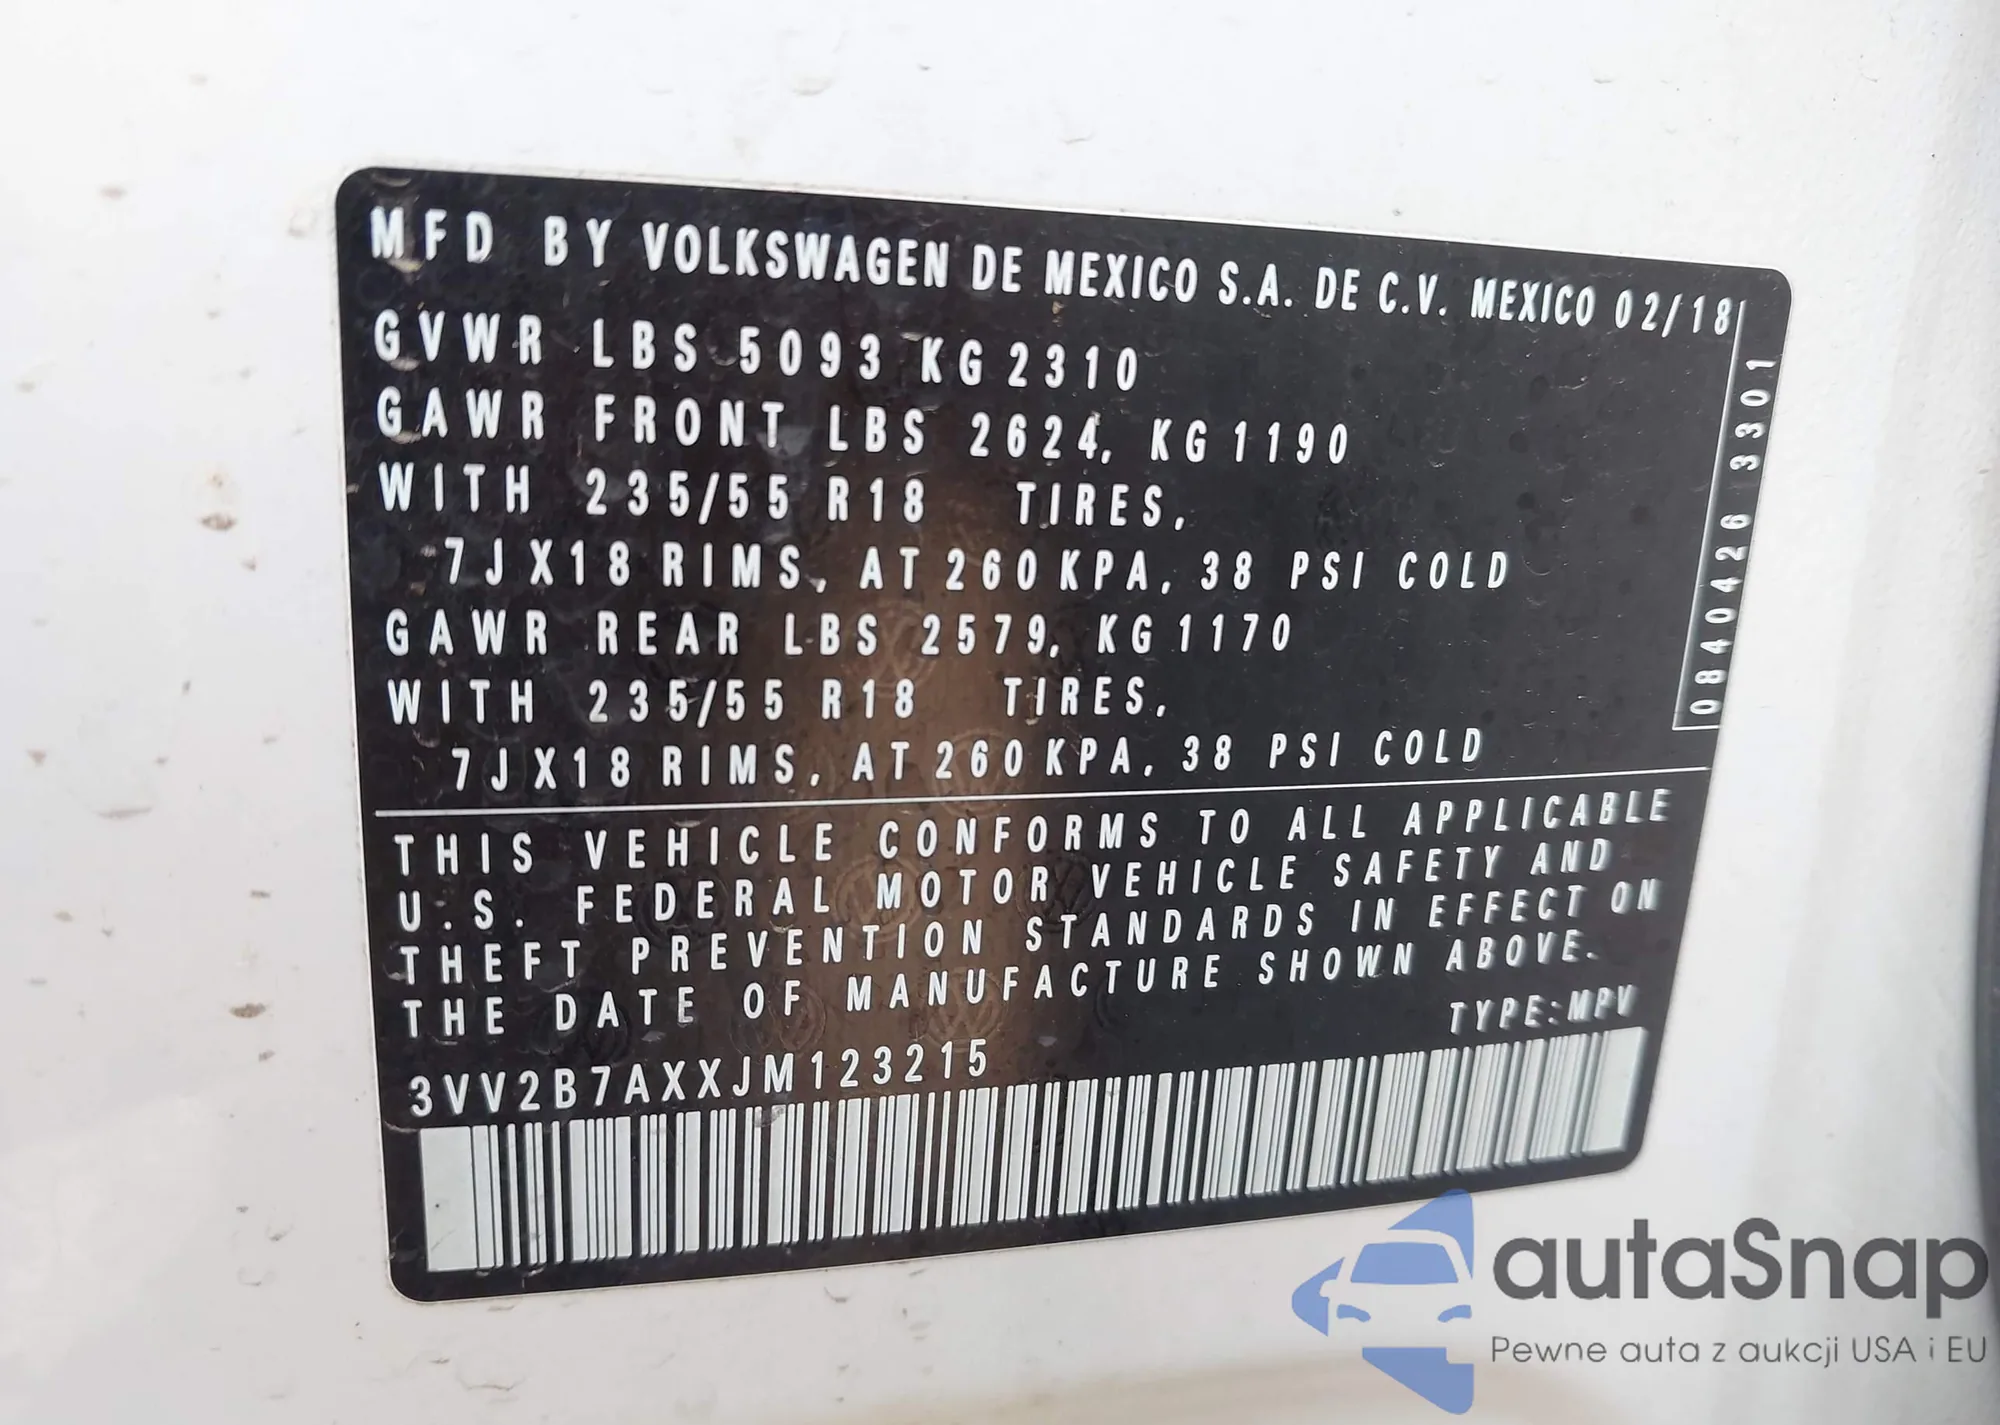 MFD BY VOLKSWAGEN DE MEXICO S.A. DE C.V. MEXICO 02/18
GVWR LBS 5093 KG 2310
GAWR FRONT LBS 2624, KG 1190
WITH 235/55 R18 TIRES,
7JX18 RIMS, AT 260 KPA, 38 PSI COLD
GAWR REAR LBS 2579, KG 1170
WITH 235/55 R18 TIRES,
7JX18 RIMS, AT 260 KPA, 38 PSI COLD
0840426 3301
THIS VEHICLE CONFORMS TO ALL APPLICABLE
U.S. FEDERAL MOTOR VEHICLE SAFETY AND
THEFT PREVENTION STANDARDS IN EFFECT ON
THE DATE OF MANUFACTURE SHOWN ABOVE.
TYPE: MPV
3VV2B7AXXJM123215
autaSnap
Pewne auta z aukcji USA i EU